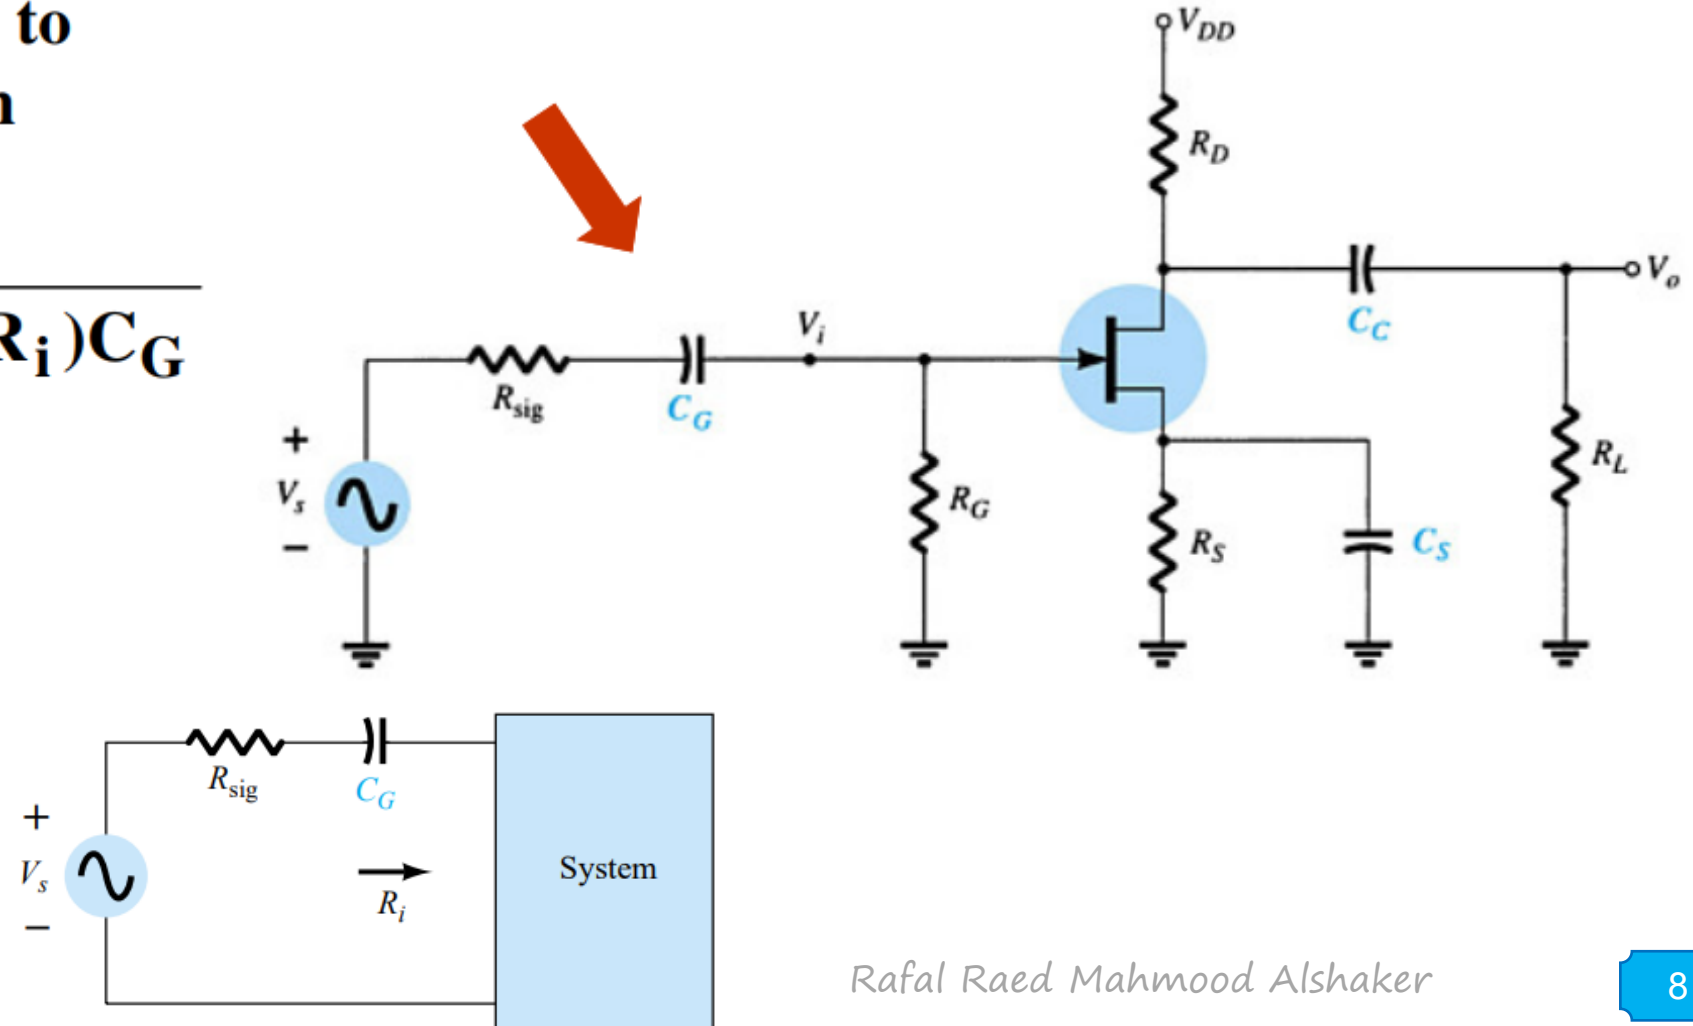 to
R_i )C_G
V_DD
R_D
C_C
V_o
V_i
R_sig
C_G
+
V_s
−
R_G
R_S
C_S
R_L
R_sig
C_G
+
V_s
−
R_i
System
Rafal Raed Mahmood Alshaker
8